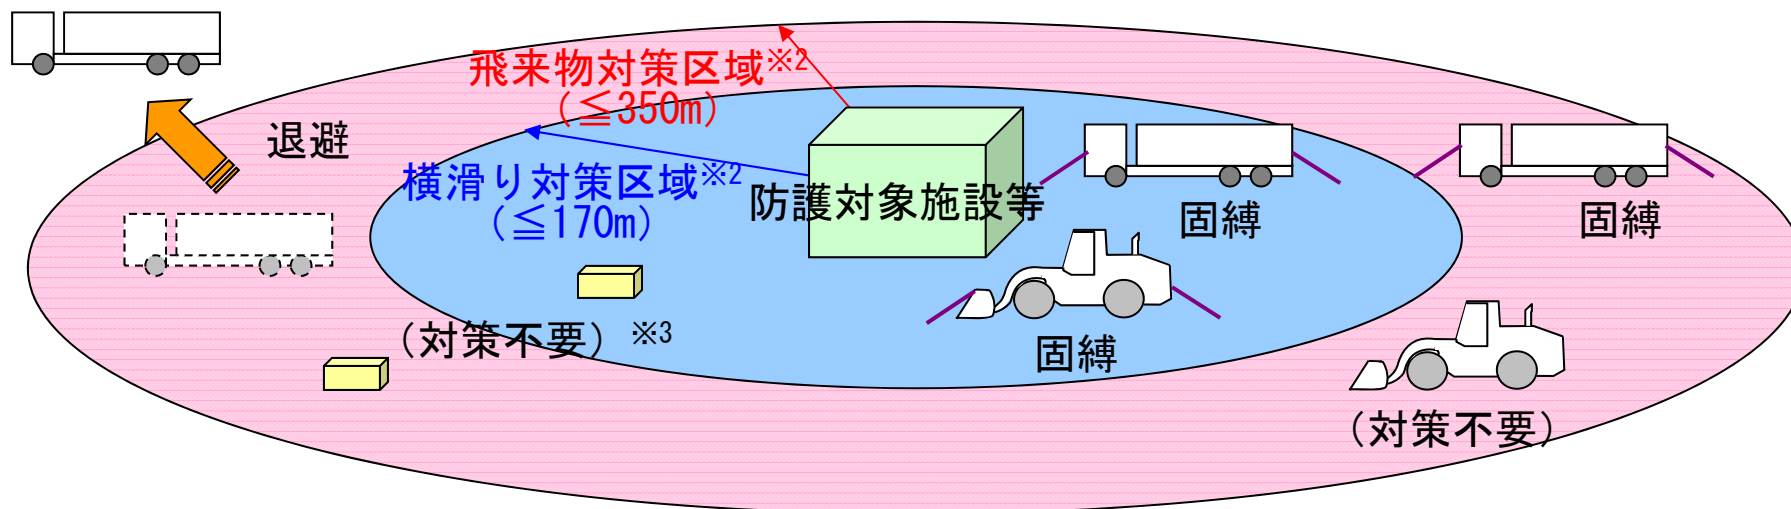 飛来物対策区域※2
（≦350m）
退避
横滑り対策区域※2
（≦170m）
防護対象施設等
固縛
固縛
（対策不要）※3
固縛
（対策不要）